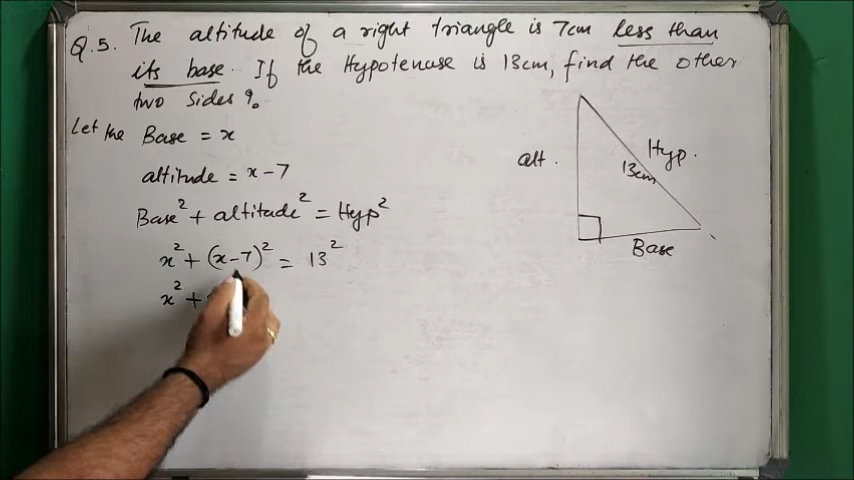 Q.5. The altitude of a right triangle is 7cm less than
its base. If the Hypotenuse is 13cm, find the other
two sides?
Let the Base = x
altitude = x - 7
Base² + altitude² = Hyp²
x² + (x-7)² = 13²
x² +
alt.
Hyp.
13cm
Base